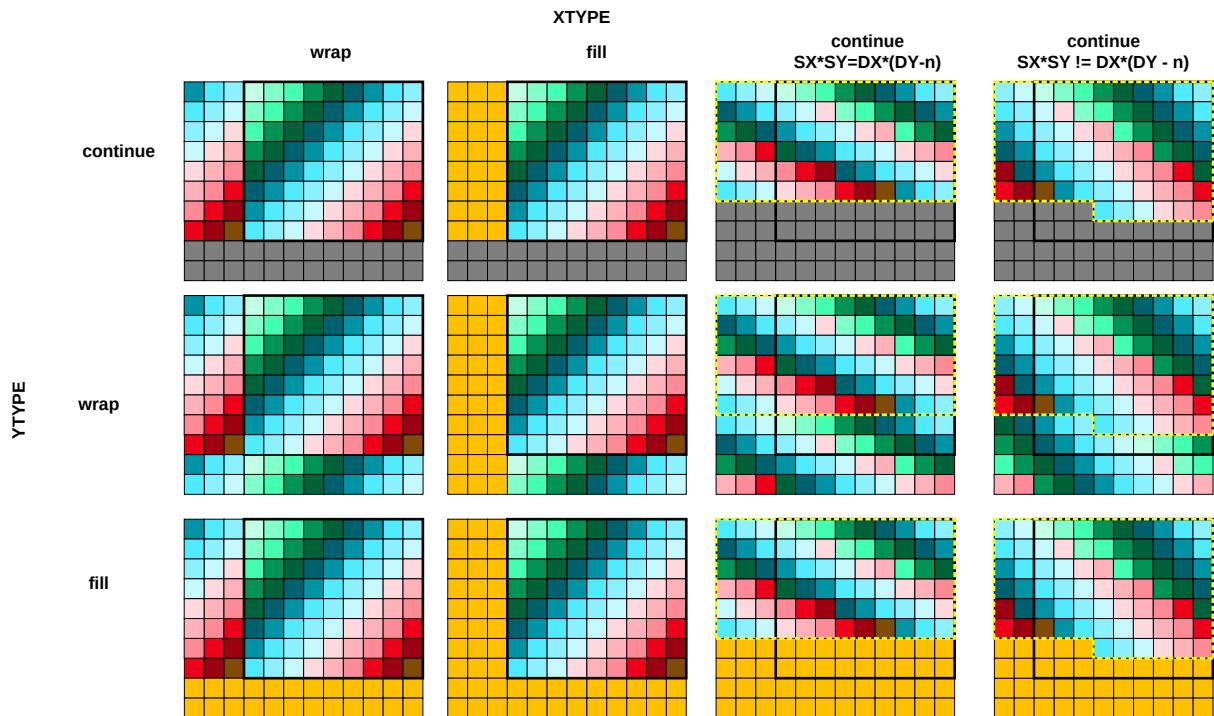 XTYPE
wrap
fill
continue
SX*SY=DX*(DY-n)
continue
SX*SY != DX*(DY - n)
continue
YTYPE
wrap
fill